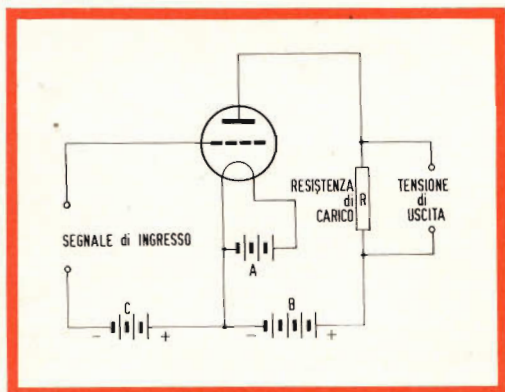 RESISTENZA
di
CARICO
R
TENSIONE
di
USCITA
SEGNALE di INGRESSO
A
C
B
- +
- +